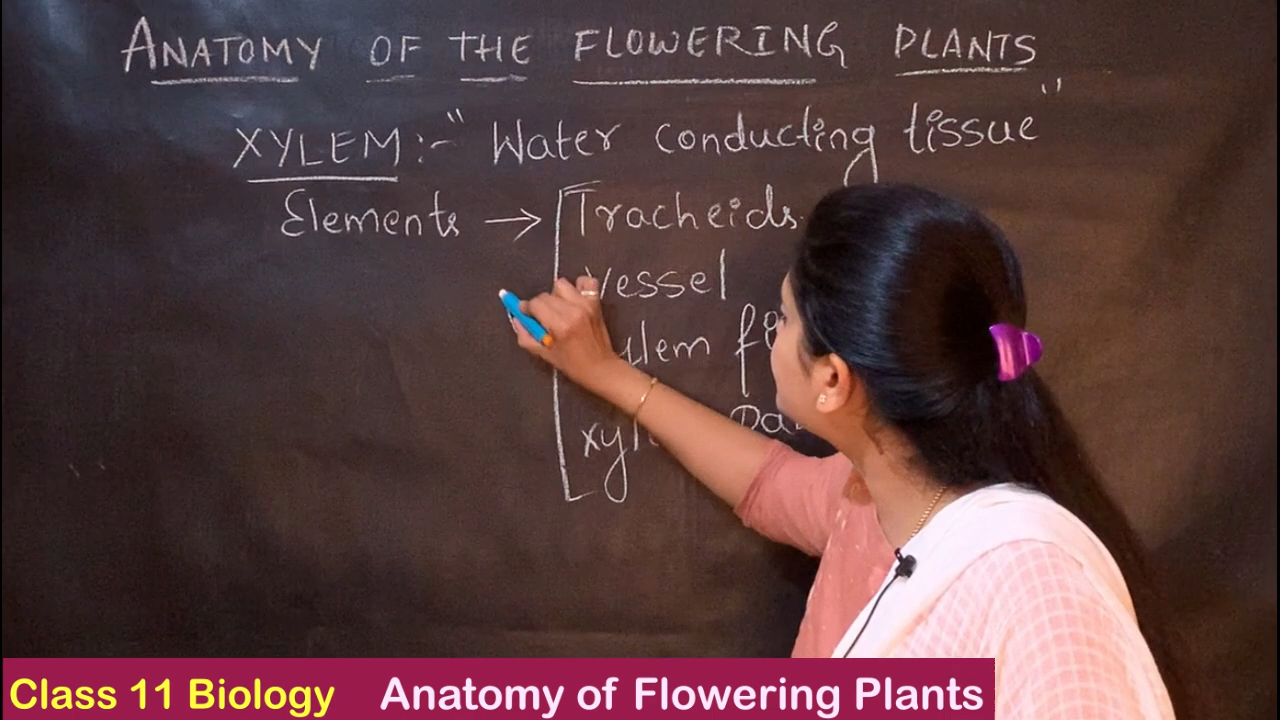 ANATOMY OF THE FLOWERING PLANTS
XYLEM :- " Water conducting tissue "
Elements → Tracheids
vessel
Class 11 Biology Anatomy of Flowering Plants